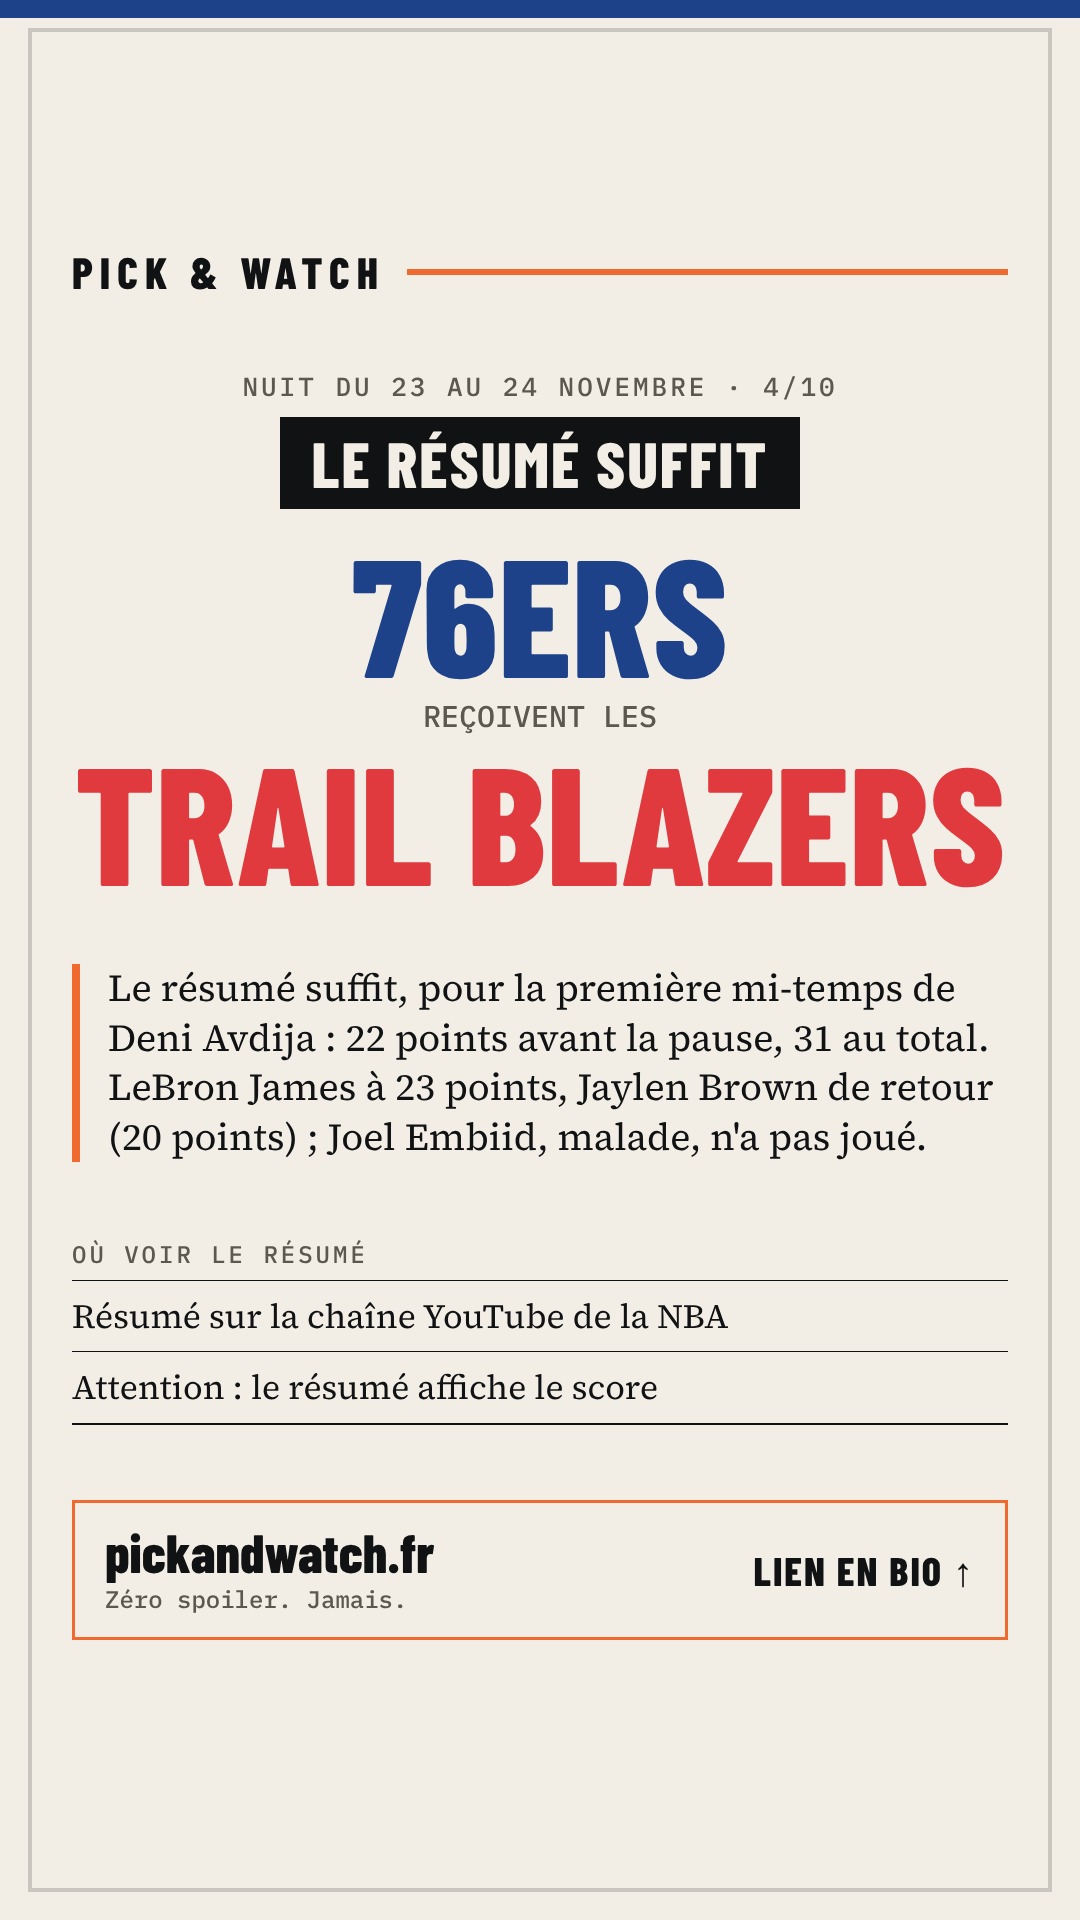 PICK & WATCH
NUIT DU 23 AU 24 NOVEMBRE · 4/10
LE RÉSUMÉ SUFFIT
76ERS
REÇOIVENT LES
TRAIL BLAZERS
Le résumé suffit, pour la première mi-temps de
Deni Avdija : 22 points avant la pause, 31 au total.
LeBron James à 23 points, Jaylen Brown de retour
(20 points) ; Joel Embiid, malade, n'a pas joué.
OÙ VOIR LE RÉSUMÉ
Résumé sur la chaîne YouTube de la NBA
Attention : le résumé affiche le score
pickandwatch.fr
Zéro spoiler. Jamais.
LIEN EN BIO ↑